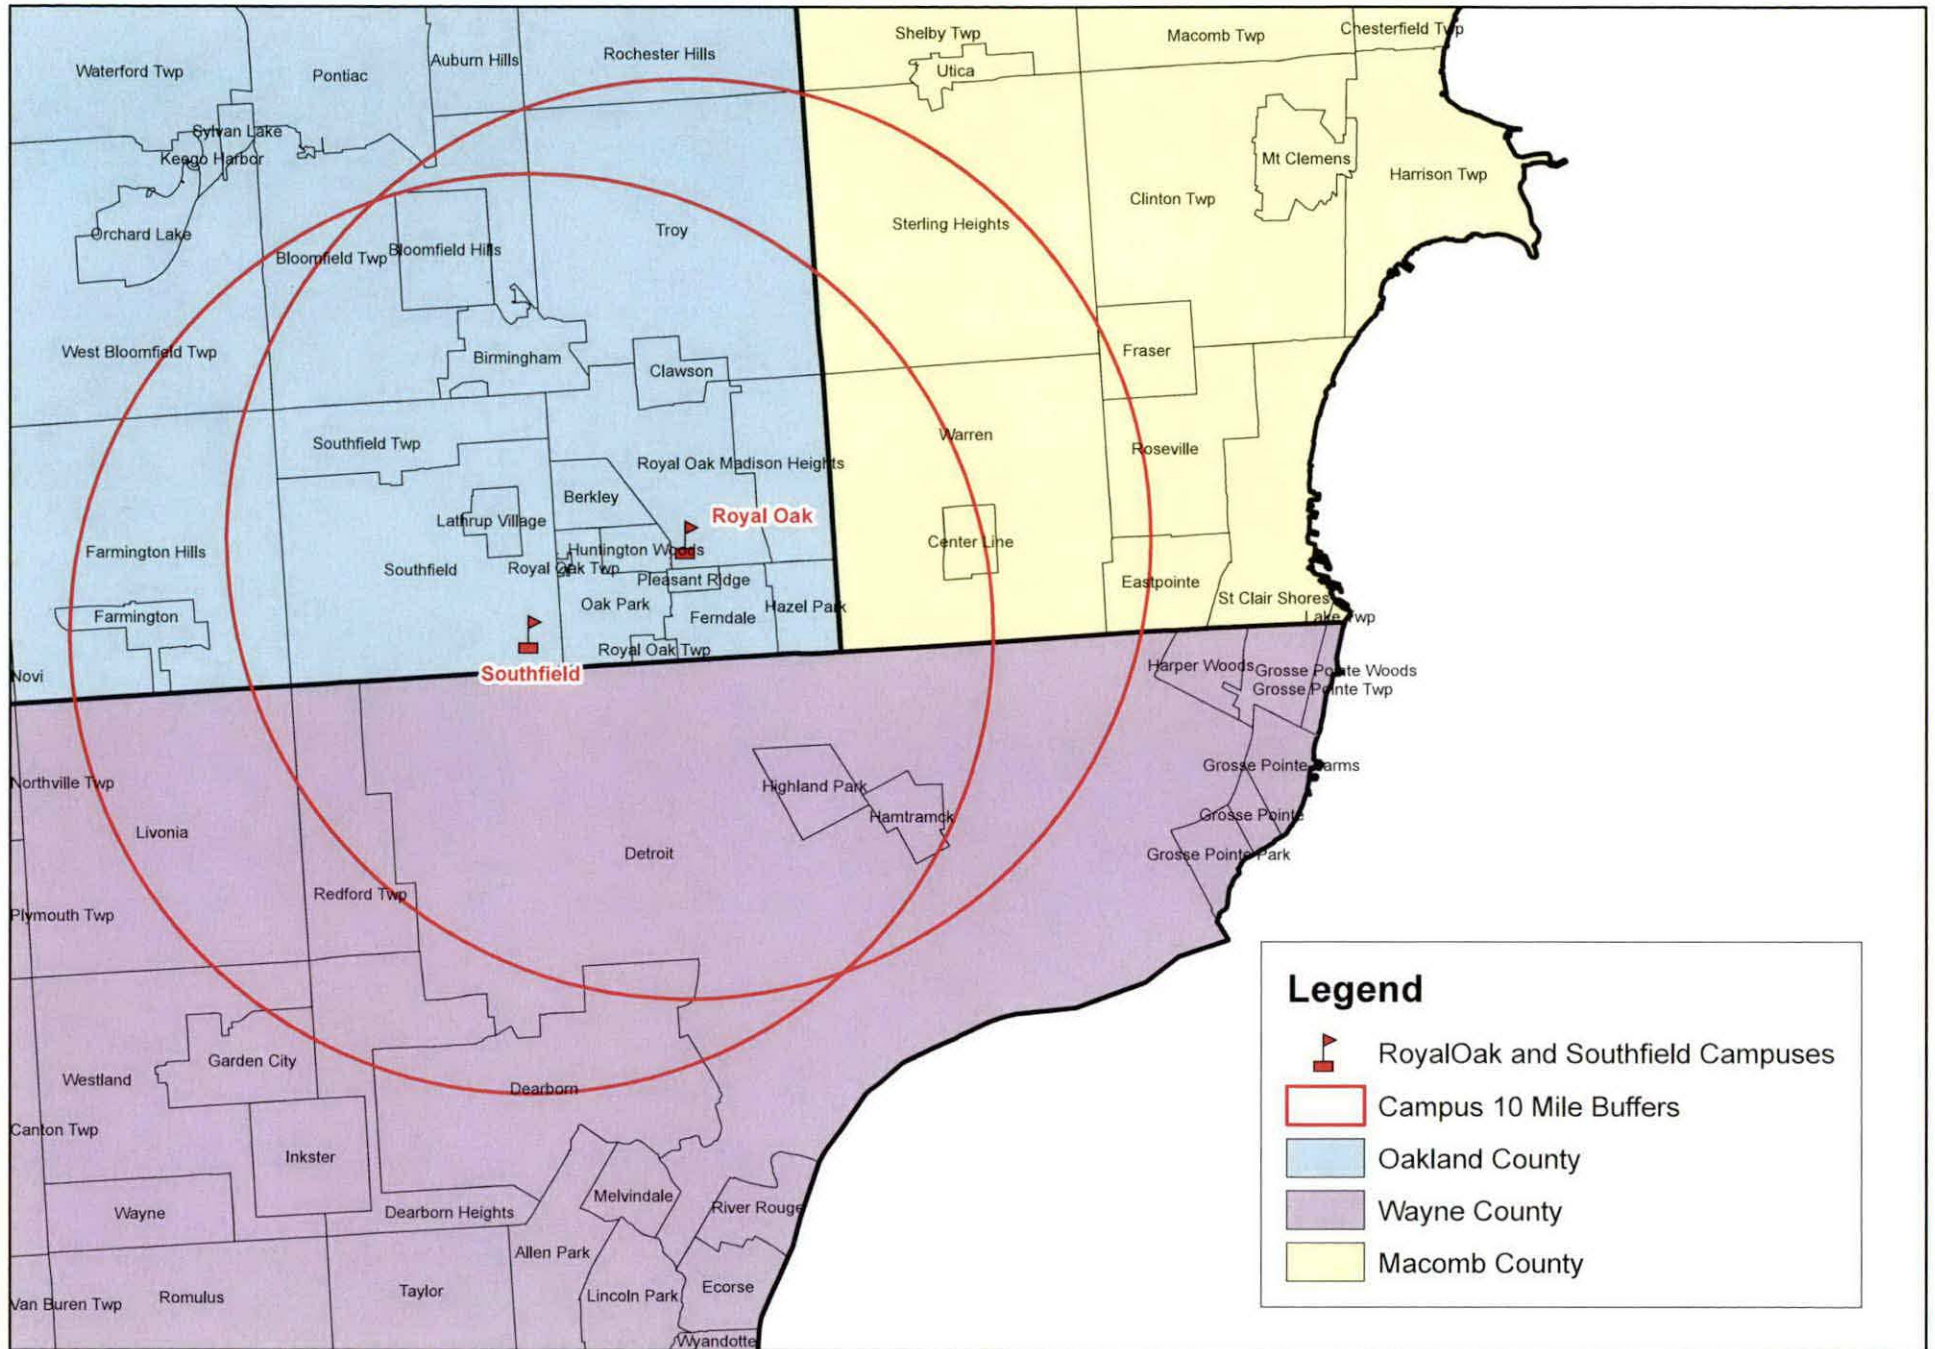 Shelby Twp
Macomb Twp
Chesterfield Twp
Waterford Twp
Pontiac
Auburn Hills
Rochester Hills
Utica
Sylvan Lake
Keego Harbor
Mt Clemens
Harrison Twp
Clinton Twp
Orchard Lake
Bloomfield Twp
Bloomfield Hills
Troy
Sterling Heights
West Bloomfield Twp
Birmingham
Clawson
Fraser
Southfield Twp
Royal Oak
Madison Heights
Warren
Roseville
Berkley
Lathrup Village
Royal Oak
Farmington Hills
Southfield
Huntington Woods
Royal Oak Twp
Pleasant Ridge
Center Line
Eastpointe
Farmington
Oak Park
Ferndale
Hazel Park
St Clair Shores
Lake Twp
Royal Oak Twp
Southfield
Novi
Harper Woods
Grosse Pointe Woods
Grosse Pointe Twp
Northville Twp
Livonia
Highland Park
Hamtramck
Grosse Pointe Farms
Grosse Pointe
Detroit
Grosse Pointe Park
Redford Twp
Plymouth Twp
Garden City
Westland
Dearborn
Canton Twp
Inkster
Wayne
Dearborn Heights
Melvindale
River Rouge
Allen Park
Van Buren Twp
Romulus
Taylor
Lincoln Park
Ecorse
Wyandotte
Legend
RoyalOak and Southfield Campuses
Campus 10 Mile Buffers
Oakland County
Wayne County
Macomb County